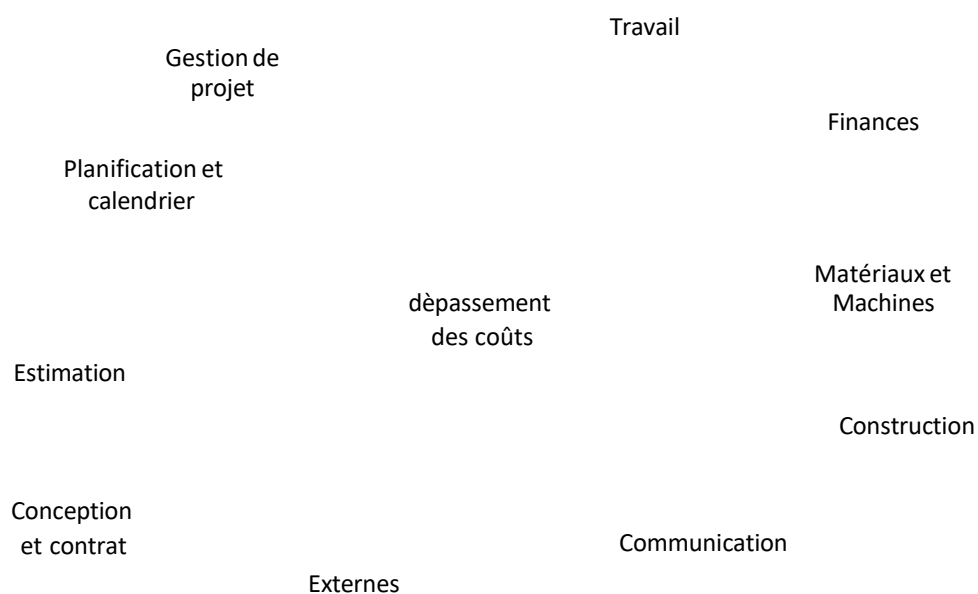 Travail
Gestion de
projet
Finances
Planification et
calendrier
Matériaux et
Machines
dèpassement
des coûts
Estimation
Construction
Conception
et contrat
Communication
Externes